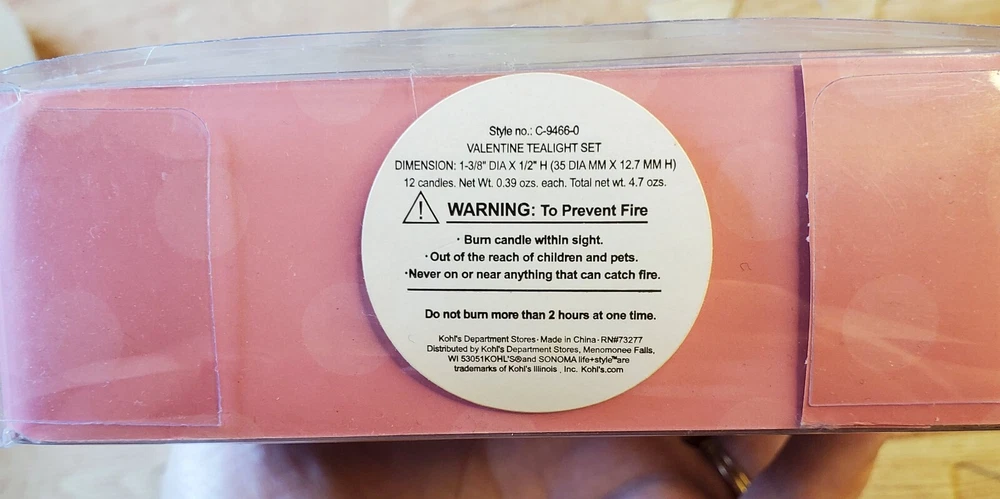 Style no.: C-9466-0
VALENTINE TEALIGHT SET
DIMENSION: 1-3/8" DIA X 1/2" H (35 DIA MM X 12.7 MM H)
12 candles. Net Wt. 0.39 ozs. each. Total net wt. 4.7 ozs.
WARNING: To Prevent Fire
· Burn candle within sight.
·Out of the reach of children and pets.
·Never on or near anything that can catch fire.
Do not burn more than 2 hours at one time.
Kohl's Department Stores· Made in China· RN#73277
Distributed by Kohl's Department Stores, Menomonee Falls,
WI 53051KOHL'S®and SONOMA life+style™are
trademarks of Kohl's Illinois , Inc. Kohl's.com